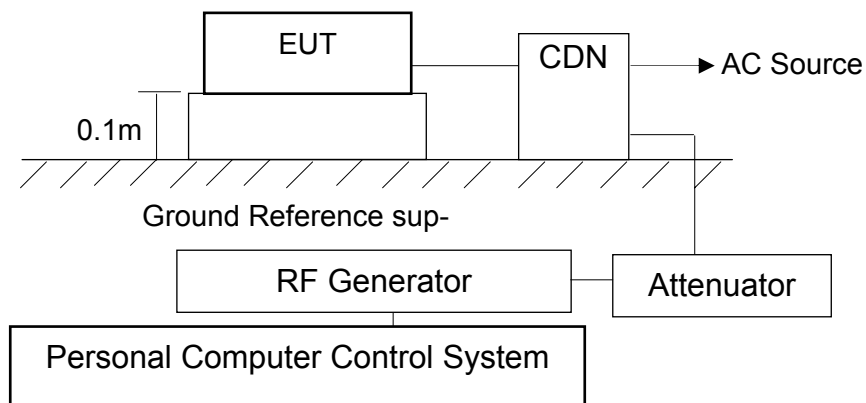 EUT
CDN
AC Source
0.1m
Ground Reference sup-
RF Generator
Attenuator
Personal Computer Control System